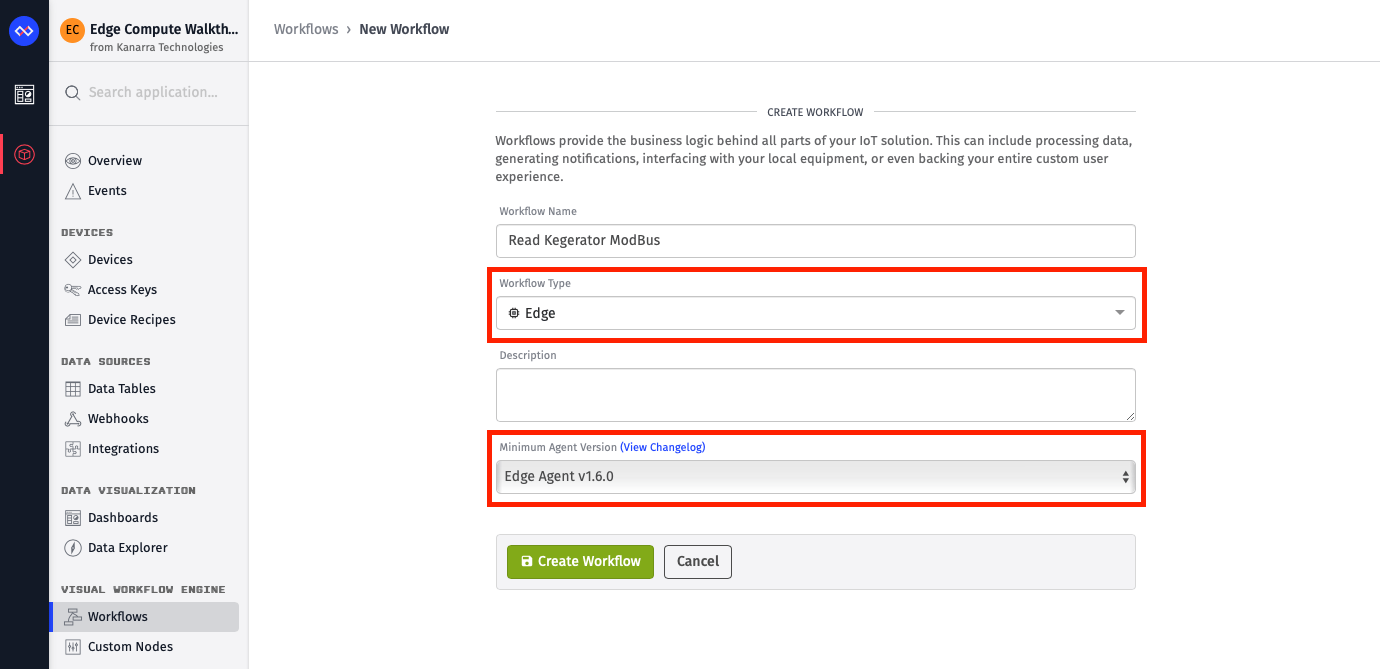 EC Edge Compute Walkth...
from Kanarra Technologies
Search application...
Overview
Events
DEVICES
Devices
Access Keys
Device Recipes
DATA SOURCES
Data Tables
Webhooks
Integrations
DATA VISUALIZATION
Dashboards
Data Explorer
VISUAL WORKFLOW ENGINE
Workflows
Custom Nodes
Workflows › New Workflow
CREATE WORKFLOW
Workflows provide the business logic behind all parts of your IoT solution. This can include processing data,
generating notifications, interfacing with your local equipment, or even backing your entire custom user
experience.
Workflow Name
Read Kegerator ModBus
Workflow Type
Edge
Description
Minimum Agent Version (View Changelog)
Edge Agent v1.6.0
Create Workflow
Cancel